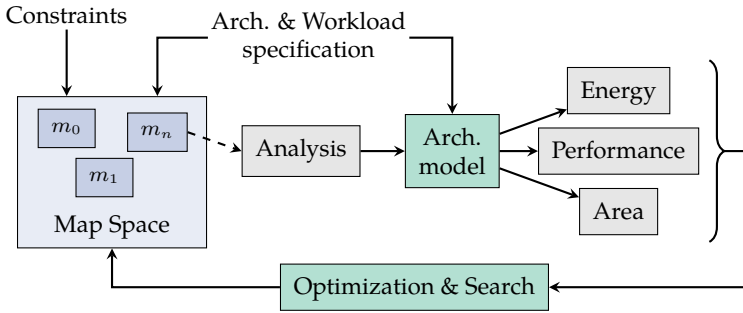 Constraints
Arch. & Workload
specification
m0
mn
m1
Map Space
Analysis
Arch.
model
Energy
Performance
Area
Optimization & Search